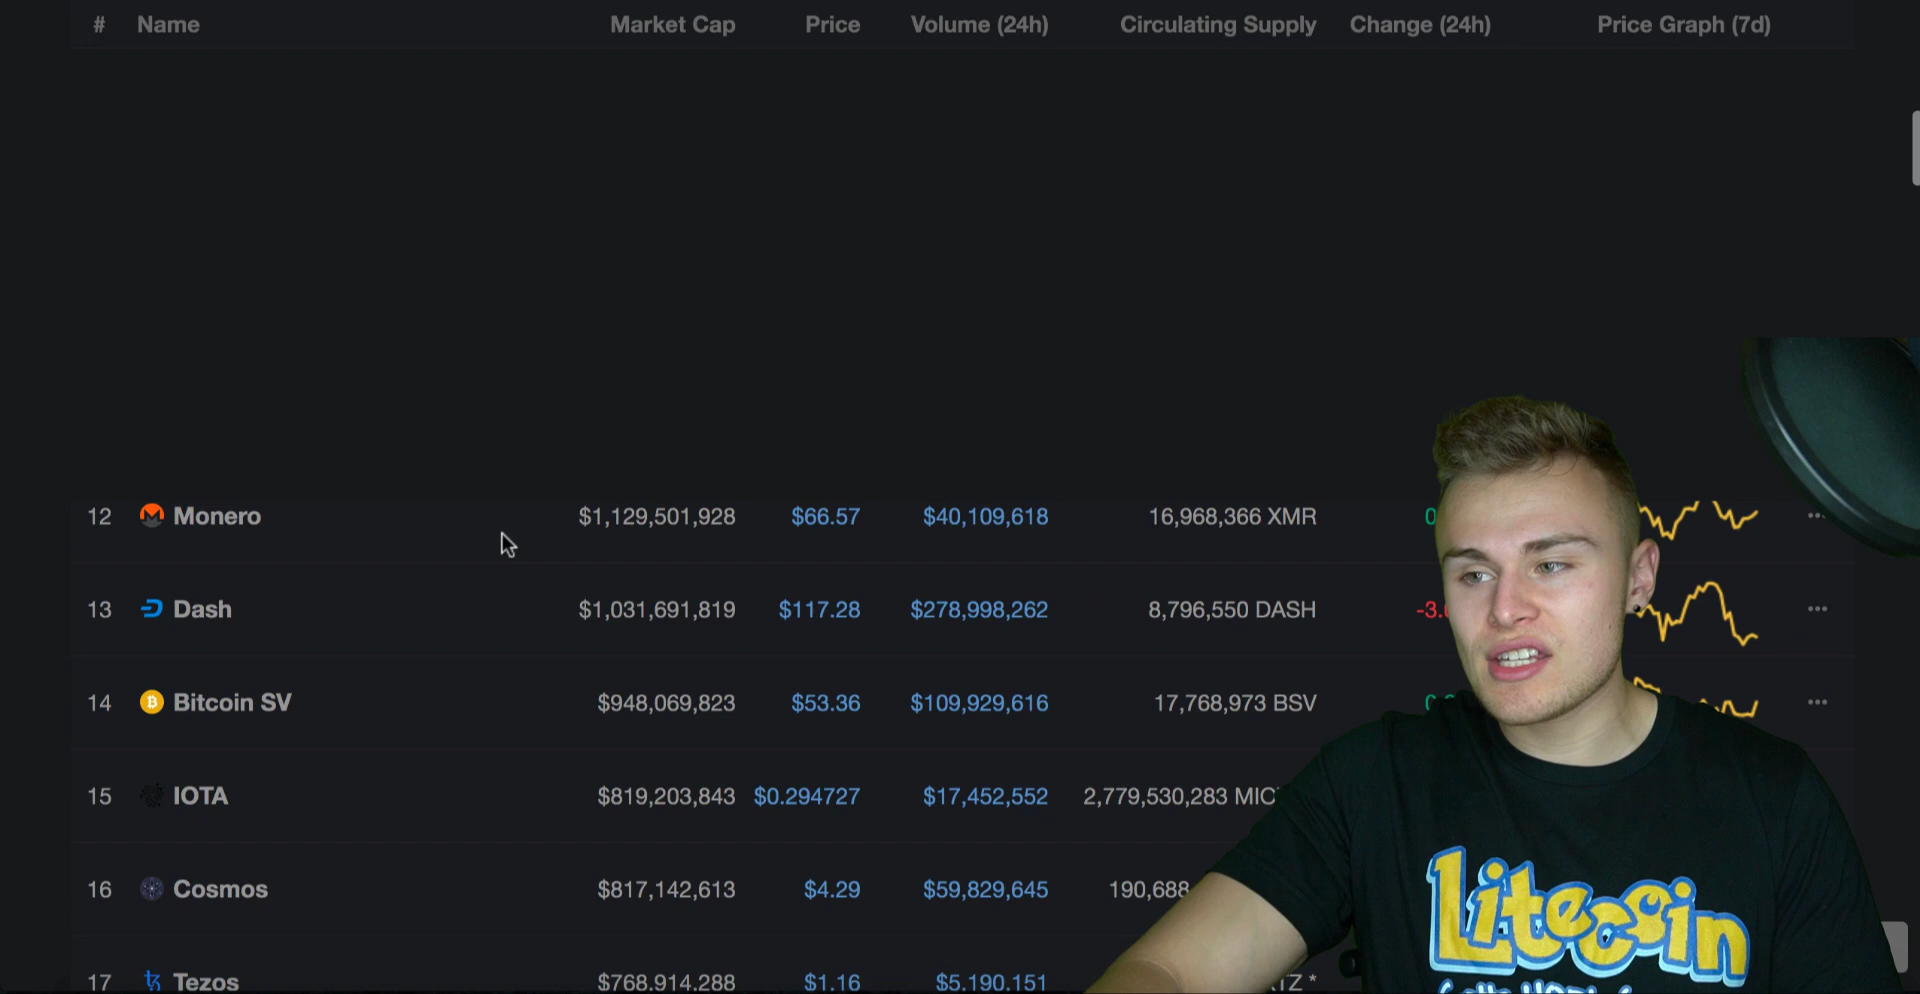 # Name Market Cap Price Volume (24h) Circulating Supply Change (24h) Price Graph (7d)
12 Monero $1,129,501,928 $66.57 $40,109,618 16,968,366 XMR
13 Dash $1,031,691,819 $117.28 $278,998,262 8,796,550 DASH
14 Bitcoin SV $948,069,823 $53.36 $109,929,616 17,768,973 BSV
15 IOTA $819,203,843 $0.294727 $17,452,552 2,779,530,283
16 Cosmos $817,142,613 $4.29 $59,829,645 190,688
17 Tezos $768,914,288 $1.16 $5,190,151
Litecoin